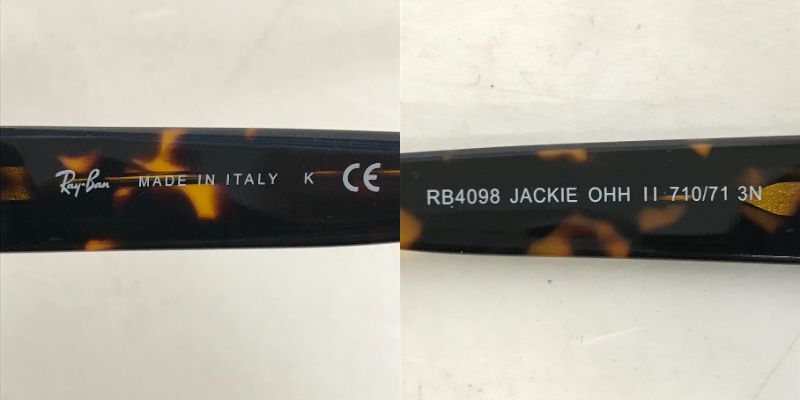 Ray-Ban MADE IN ITALY K CE
RB4098 JACKIE OHH II 710/71 3N